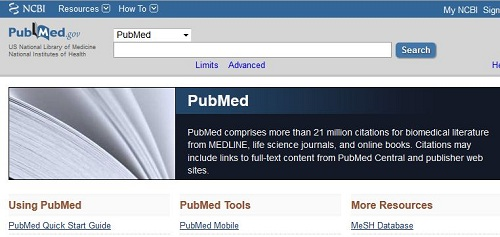 NCBI Resources How To My NCBI Sign
PubMed.gov PubMed
US National Library of Medicine
National Institutes of Health
Search
Limits Advanced He
PubMed
PubMed comprises more than 21 million citations for biomedical literature
from MEDLINE, life science journals, and online books. Citations may
include links to full-text content from PubMed Central and publisher web
sites.
Using PubMed PubMed Tools More Resources
PubMed Quick Start Guide PubMed Mobile MeSH Database